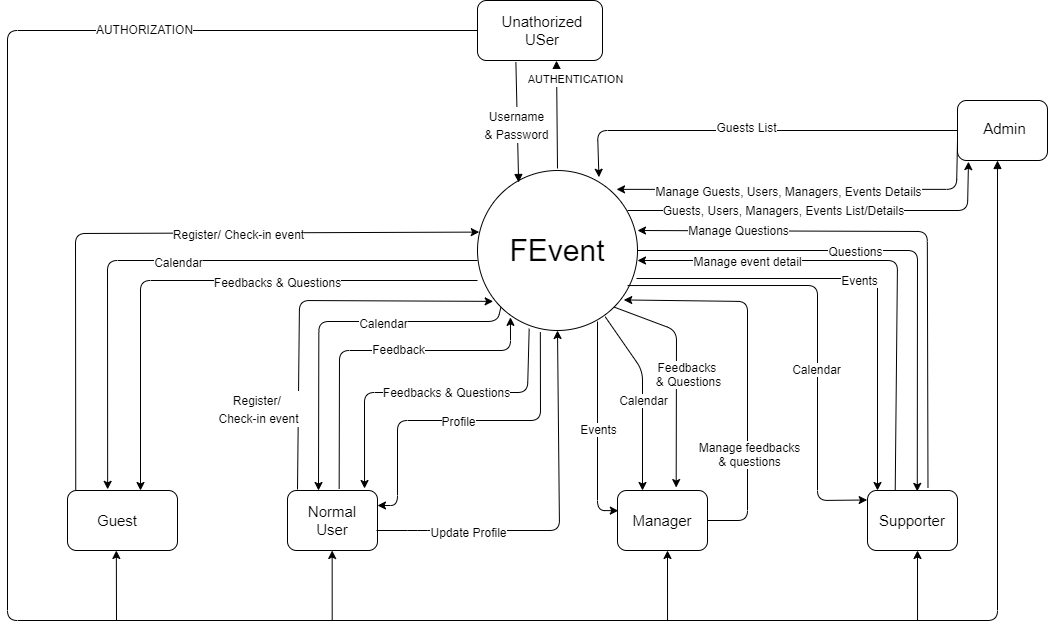 Unathorized
USer
AUTHORIZATION
AUTHENTICATION
Username
& Password
Guests List
Admin
Manage Guests, Users, Managers, Events Details
Guests, Users, Managers, Events List/Details
FEvent
Register/ Check-in event
Manage Questions
Questions
Calendar
Manage event detail
Feedbacks & Questions
Events
Calendar
Feedback
Feedbacks
& Questions
Calendar
Feedbacks & Questions
Register/
Check-in event
Calendar
Profile
Events
Manage feedbacks
& questions
Guest
Normal
User
Update Profile
Manager
Supporter